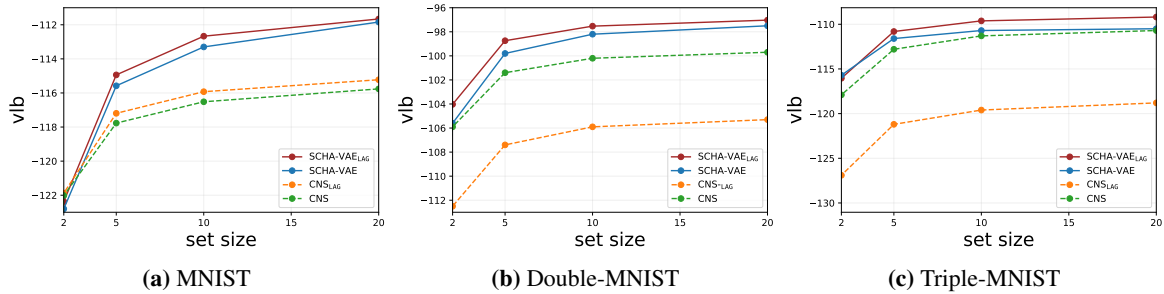 −112
−114
−116
−118
−120
−122
vlb
2
5
10
15
20
set size
SCHA-VAE_LAG
SCHA-VAE
CNS_LAG
CNS
(a) MNIST
−96
−98
−100
−102
−104
−106
−108
−110
−112
vlb
2
5
10
15
20
set size
SCHA-VAE_LAG
SCHA-VAE
CNS-LAG
CNS
(b) Double-MNIST
−110
−115
−120
−125
−130
vlb
2
5
10
15
20
set size
SCHA-VAE_LAG
SCHA-VAE
CNS_LAG
CNS
(c) Triple-MNIST